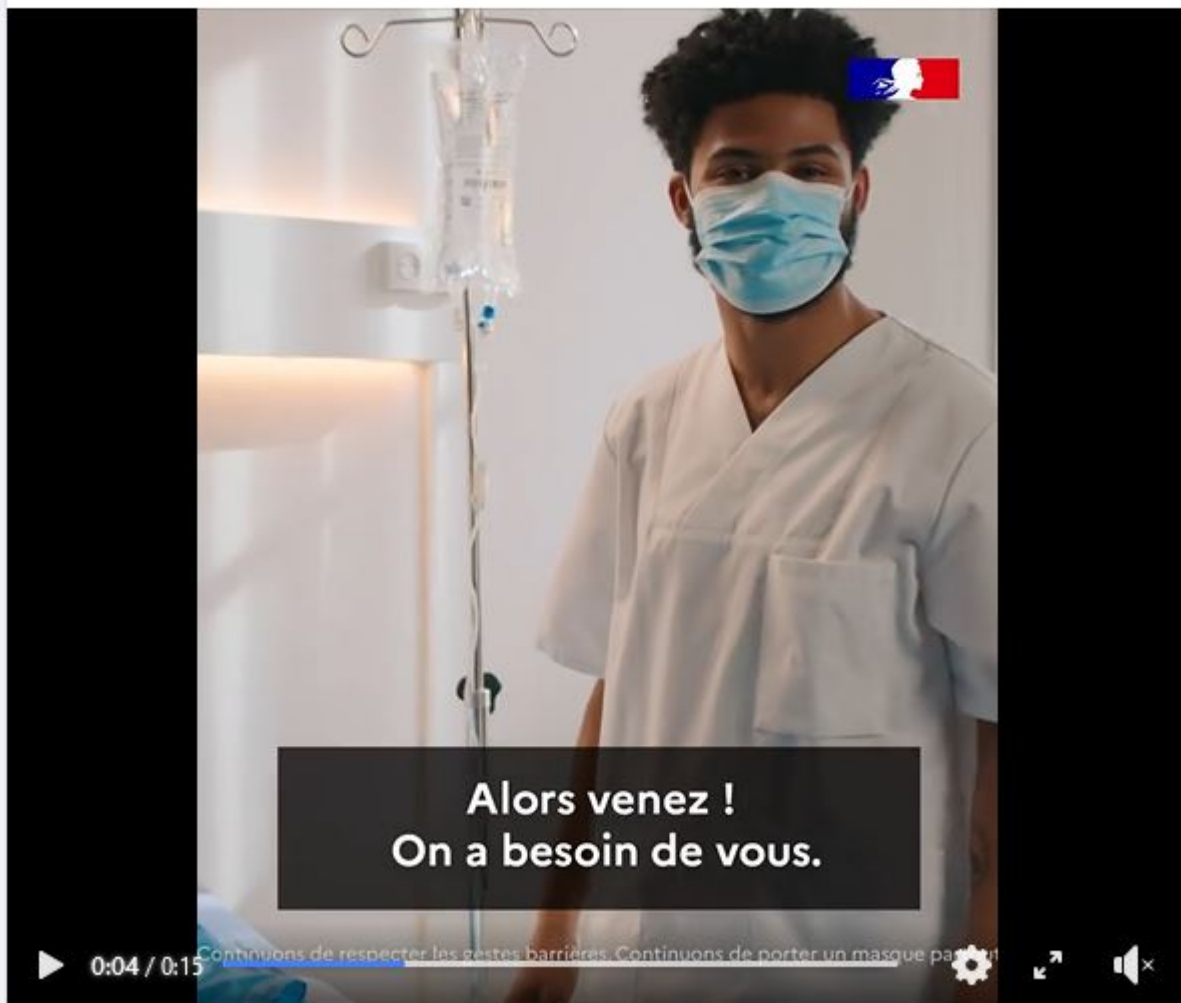 Alors venez !
On a besoin de vous.
Continuons de respecter les gestes barrières. Continuons de porter un masque
0:04 / 0:15